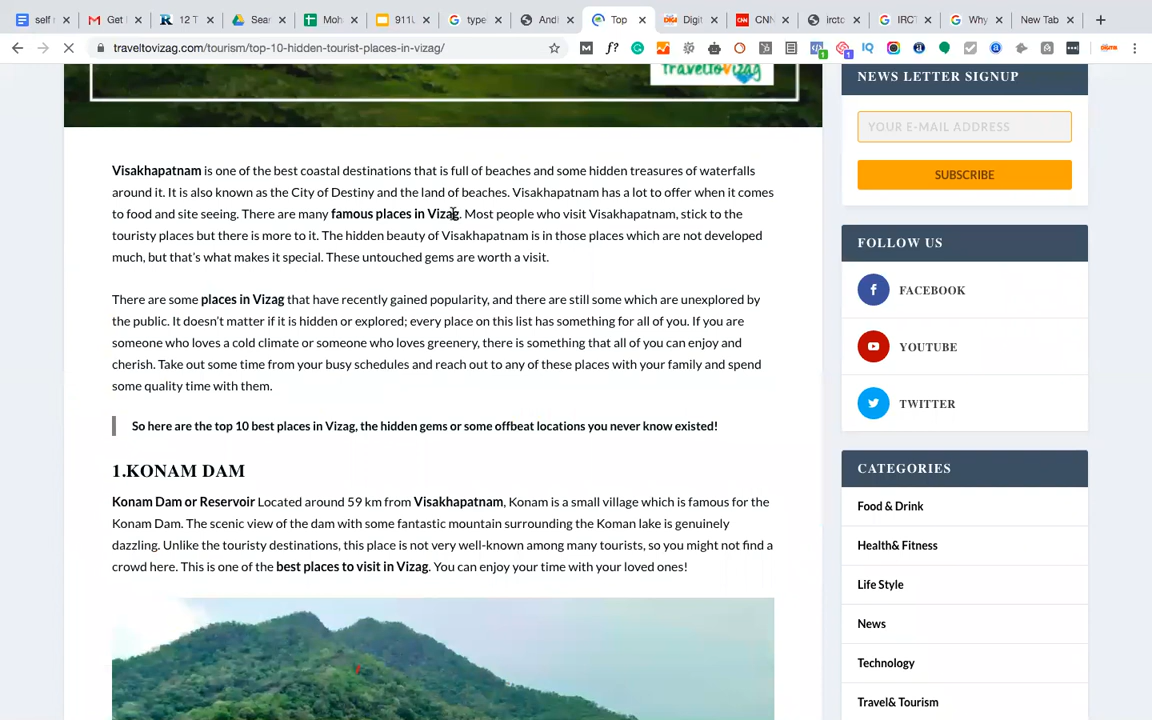 self
Get
12 T
Sear
Moh
911U
type
And
Top
Digit
CNN
irctc
IRCT
Why
New Tab
traveltovizag.com/tourism/top-10-hidden-tourist-places-in-vizag/
traveltovizag
NEWS LETTER SIGNUP
YOUR E-MAIL ADDRESS
SUBSCRIBE
Visakhapatnam is one of the best coastal destinations that is full of beaches and some hidden treasures of waterfalls
around it. It is also known as the City of Destiny and the land of beaches. Visakhapatnam has a lot to offer when it comes
to food and site seeing. There are many famous places in Vizag. Most people who visit Visakhapatnam, stick to the
touristy places but there is more to it. The hidden beauty of Visakhapatnam is in those places which are not developed
much, but that's what makes it special. These untouched gems are worth a visit.
There are some places in Vizag that have recently gained popularity, and there are still some which are unexplored by
the public. It doesn't matter if it is hidden or explored; every place on this list has something for all of you. If you are
someone who loves a cold climate or someone who loves greenery, there is something that all of you can enjoy and
cherish. Take out some time from your busy schedules and reach out to any of these places with your family and spend
some quality time with them.
So here are the top 10 best places in Vizag, the hidden gems or some offbeat locations you never know existed!
1.KONAM DAM
Konam Dam or Reservoir Located around 59 km from Visakhapatnam, Konam is a small village which is famous for the
Konam Dam. The scenic view of the dam with some fantastic mountain surrounding the Koman lake is genuinely
dazzling. Unlike the touristy destinations, this place is not very well-known among many tourists, so you might not find a
crowd here. This is one of the best places to visit in Vizag. You can enjoy your time with your loved ones!
FOLLOW US
FACEBOOK
YOUTUBE
TWITTER
CATEGORIES
Food & Drink
Health& Fitness
Life Style
News
Technology
Travel& Tourism